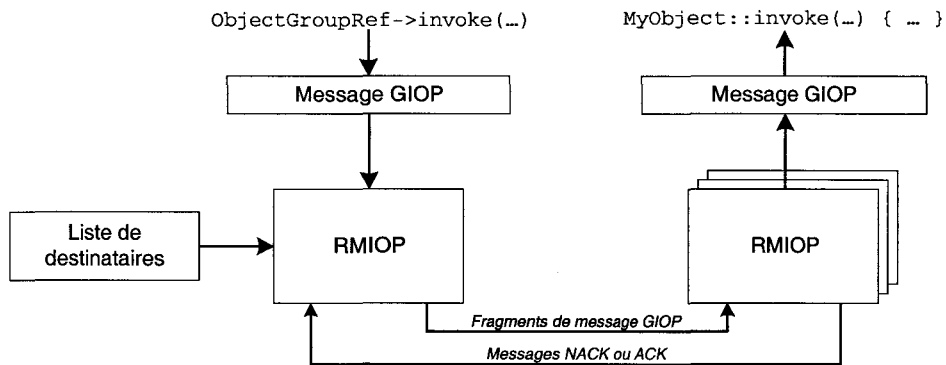 ObjectGroupRef->invoke(…)
MyObject::invoke(…) { … }
Message GIOP
Message GIOP
Liste de
destinataires
RMIOP
RMIOP
Fragments de message GIOP
Messages NACK ou ACK